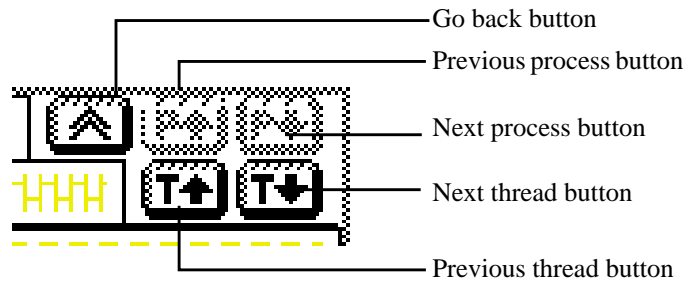 Go back button
Previous process button
Next process button
T T
Next thread button
Previous thread button